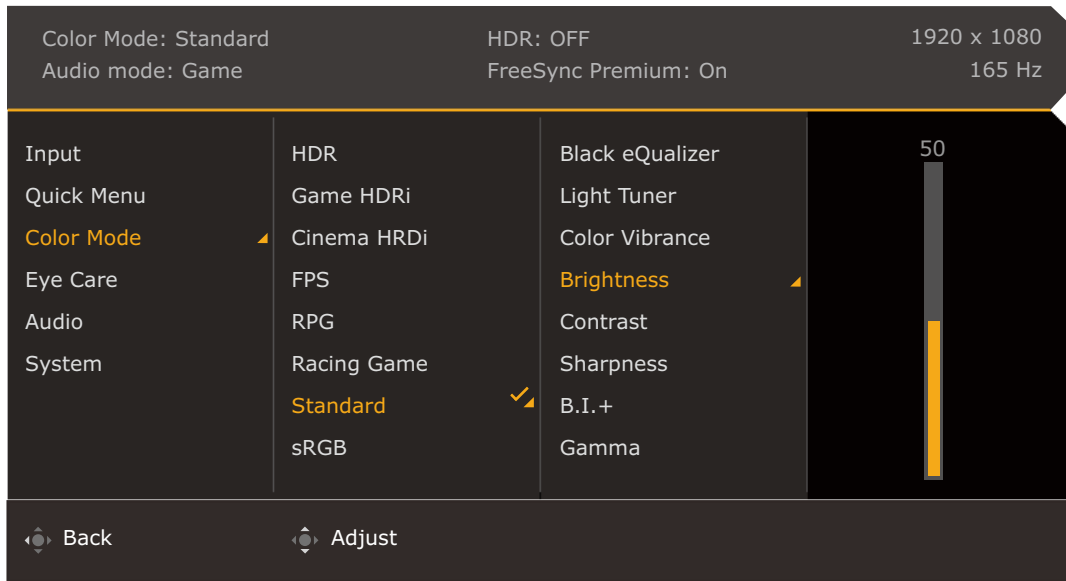 Color Mode: Standard
HDR: OFF
1920 x 1080
Audio mode: Game
FreeSync Premium: On
165 Hz
Input
Quick Menu
Color Mode
Eye Care
Audio
System
HDR
Game HDRi
Cinema HRDi
FPS
RPG
Racing Game
Standard
sRGB
Black eQualizer
Light Tuner
Color Vibrance
Brightness
Contrast
Sharpness
B.I.+
Gamma
50
Back
Adjust